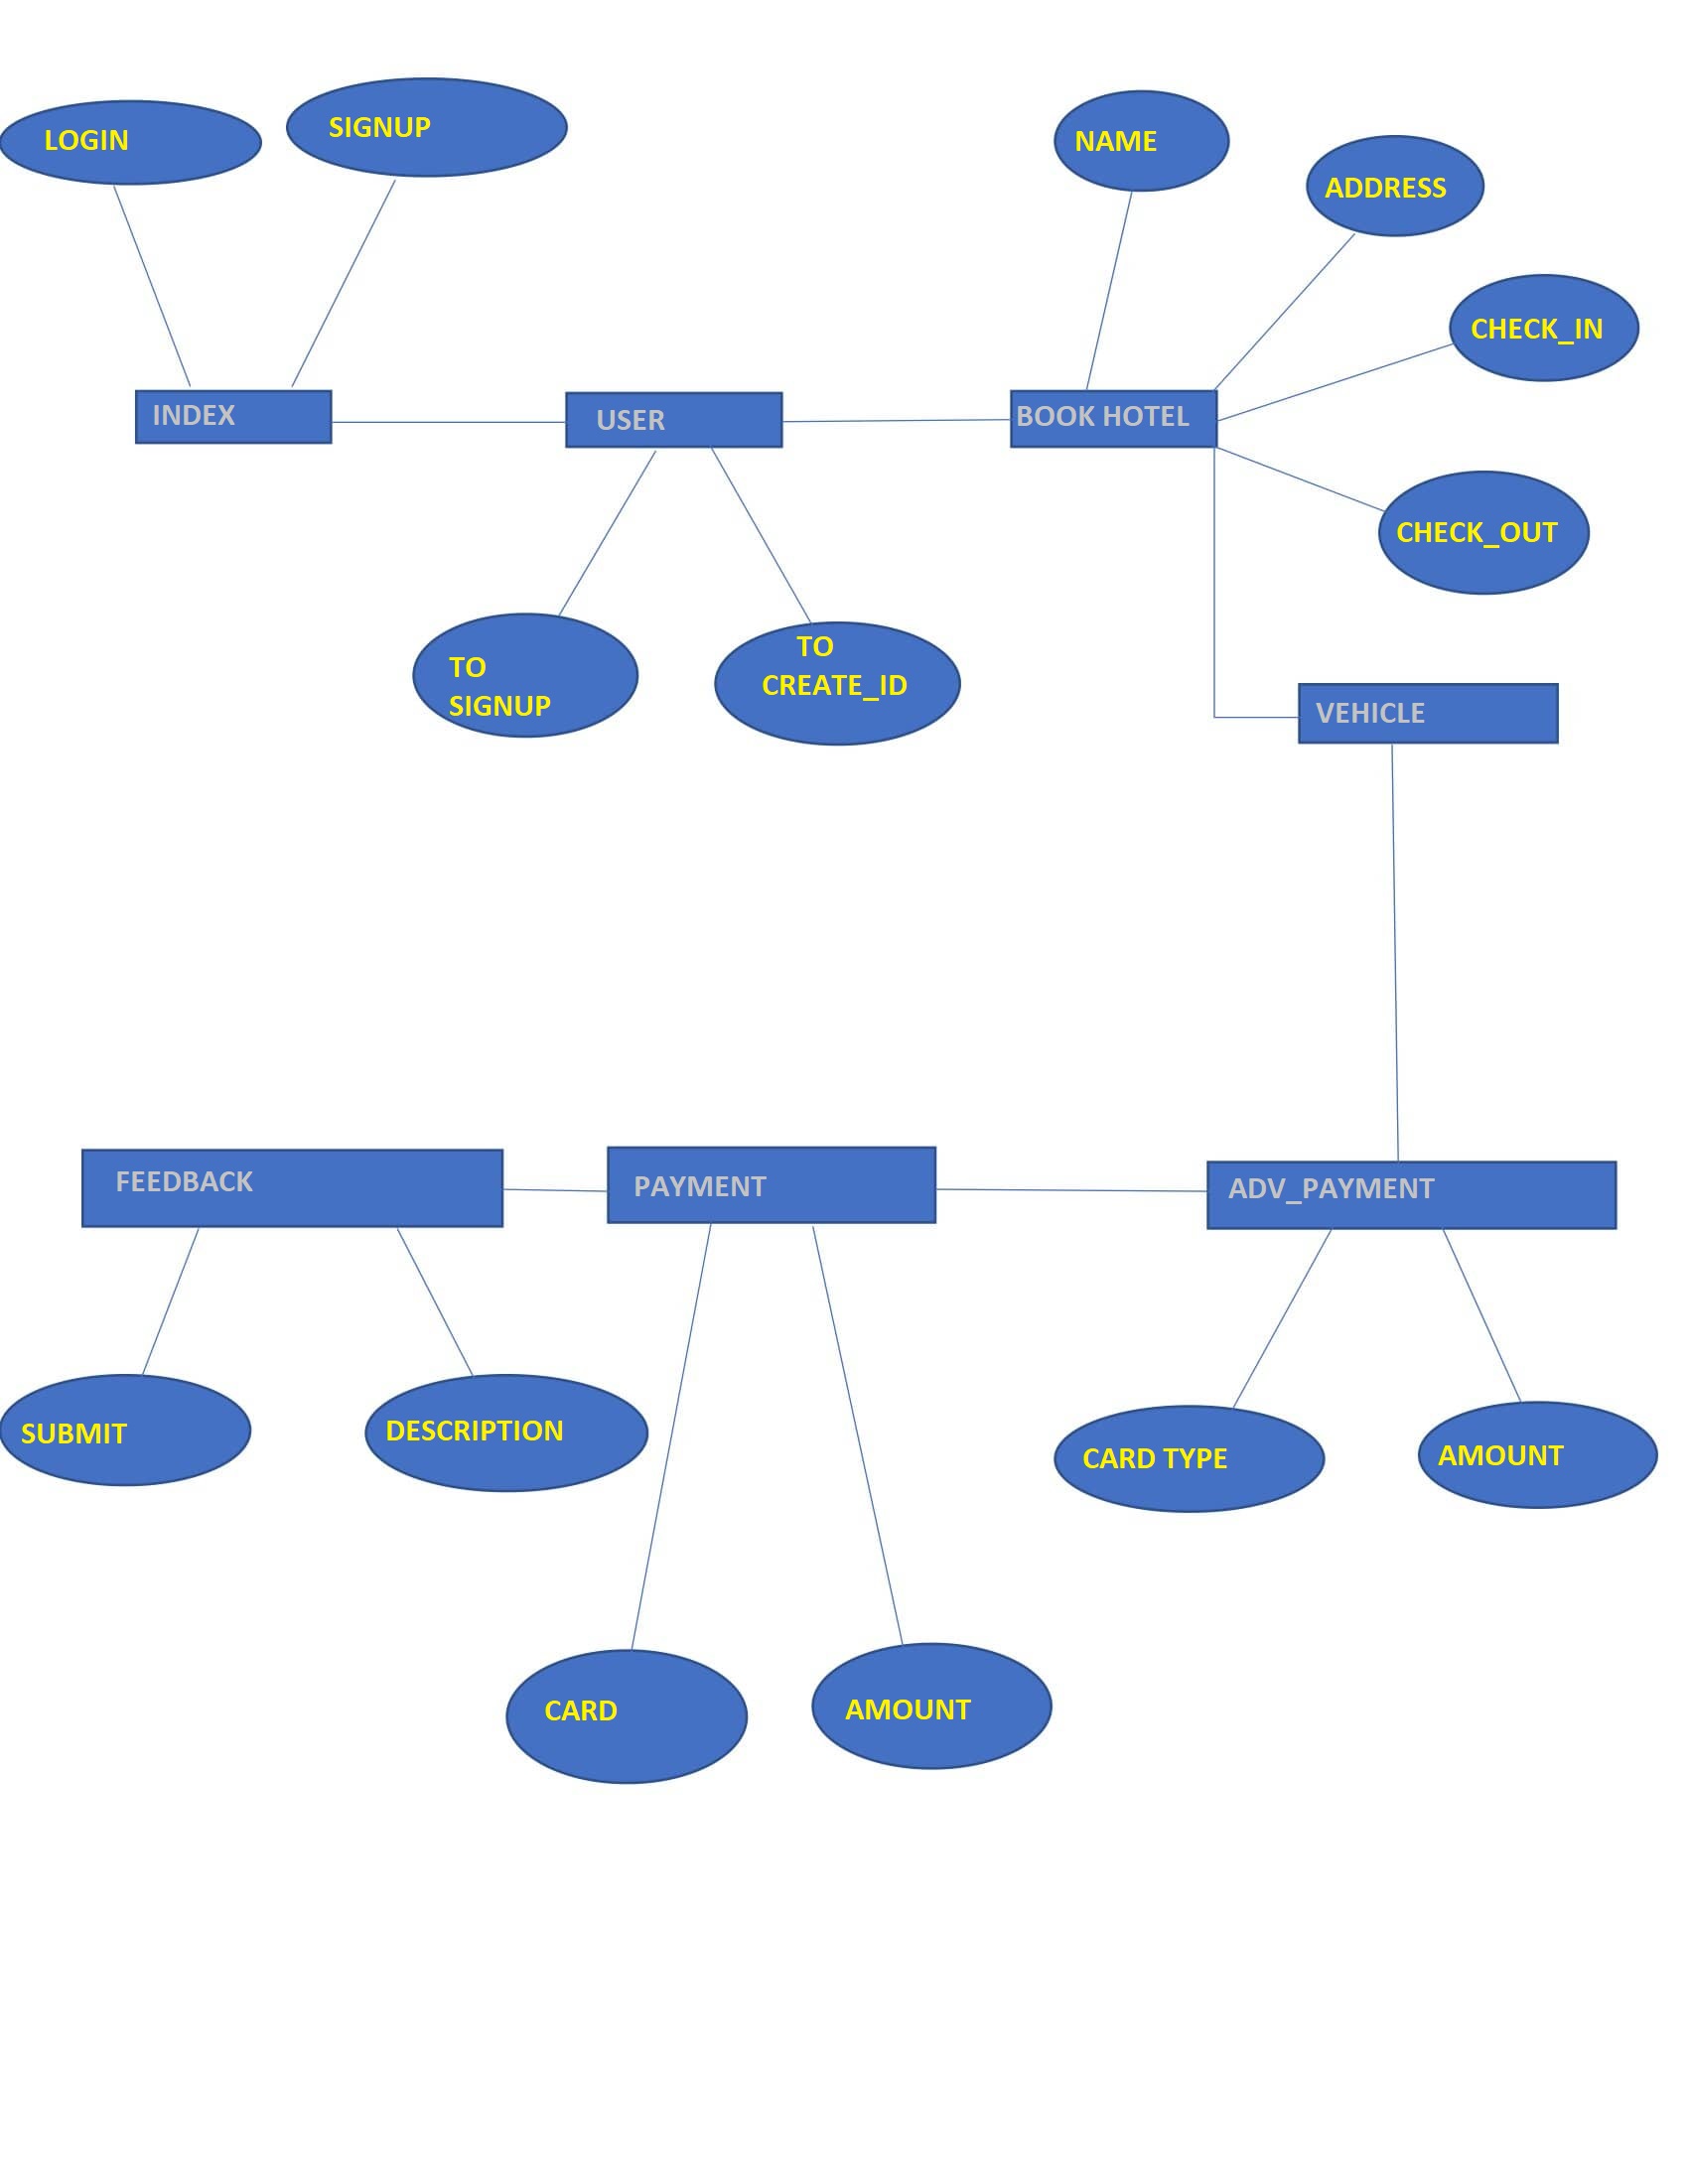 LOGIN
SIGNUP
NAME
ADDRESS
CHECK_IN
INDEX
USER
BOOK HOTEL
CHECK_OUT
TO
SIGNUP
TO
CREATE_ID
VEHICLE
FEEDBACK
PAYMENT
ADV_PAYMENT
SUBMIT
DESCRIPTION
CARD TYPE
AMOUNT
CARD
AMOUNT